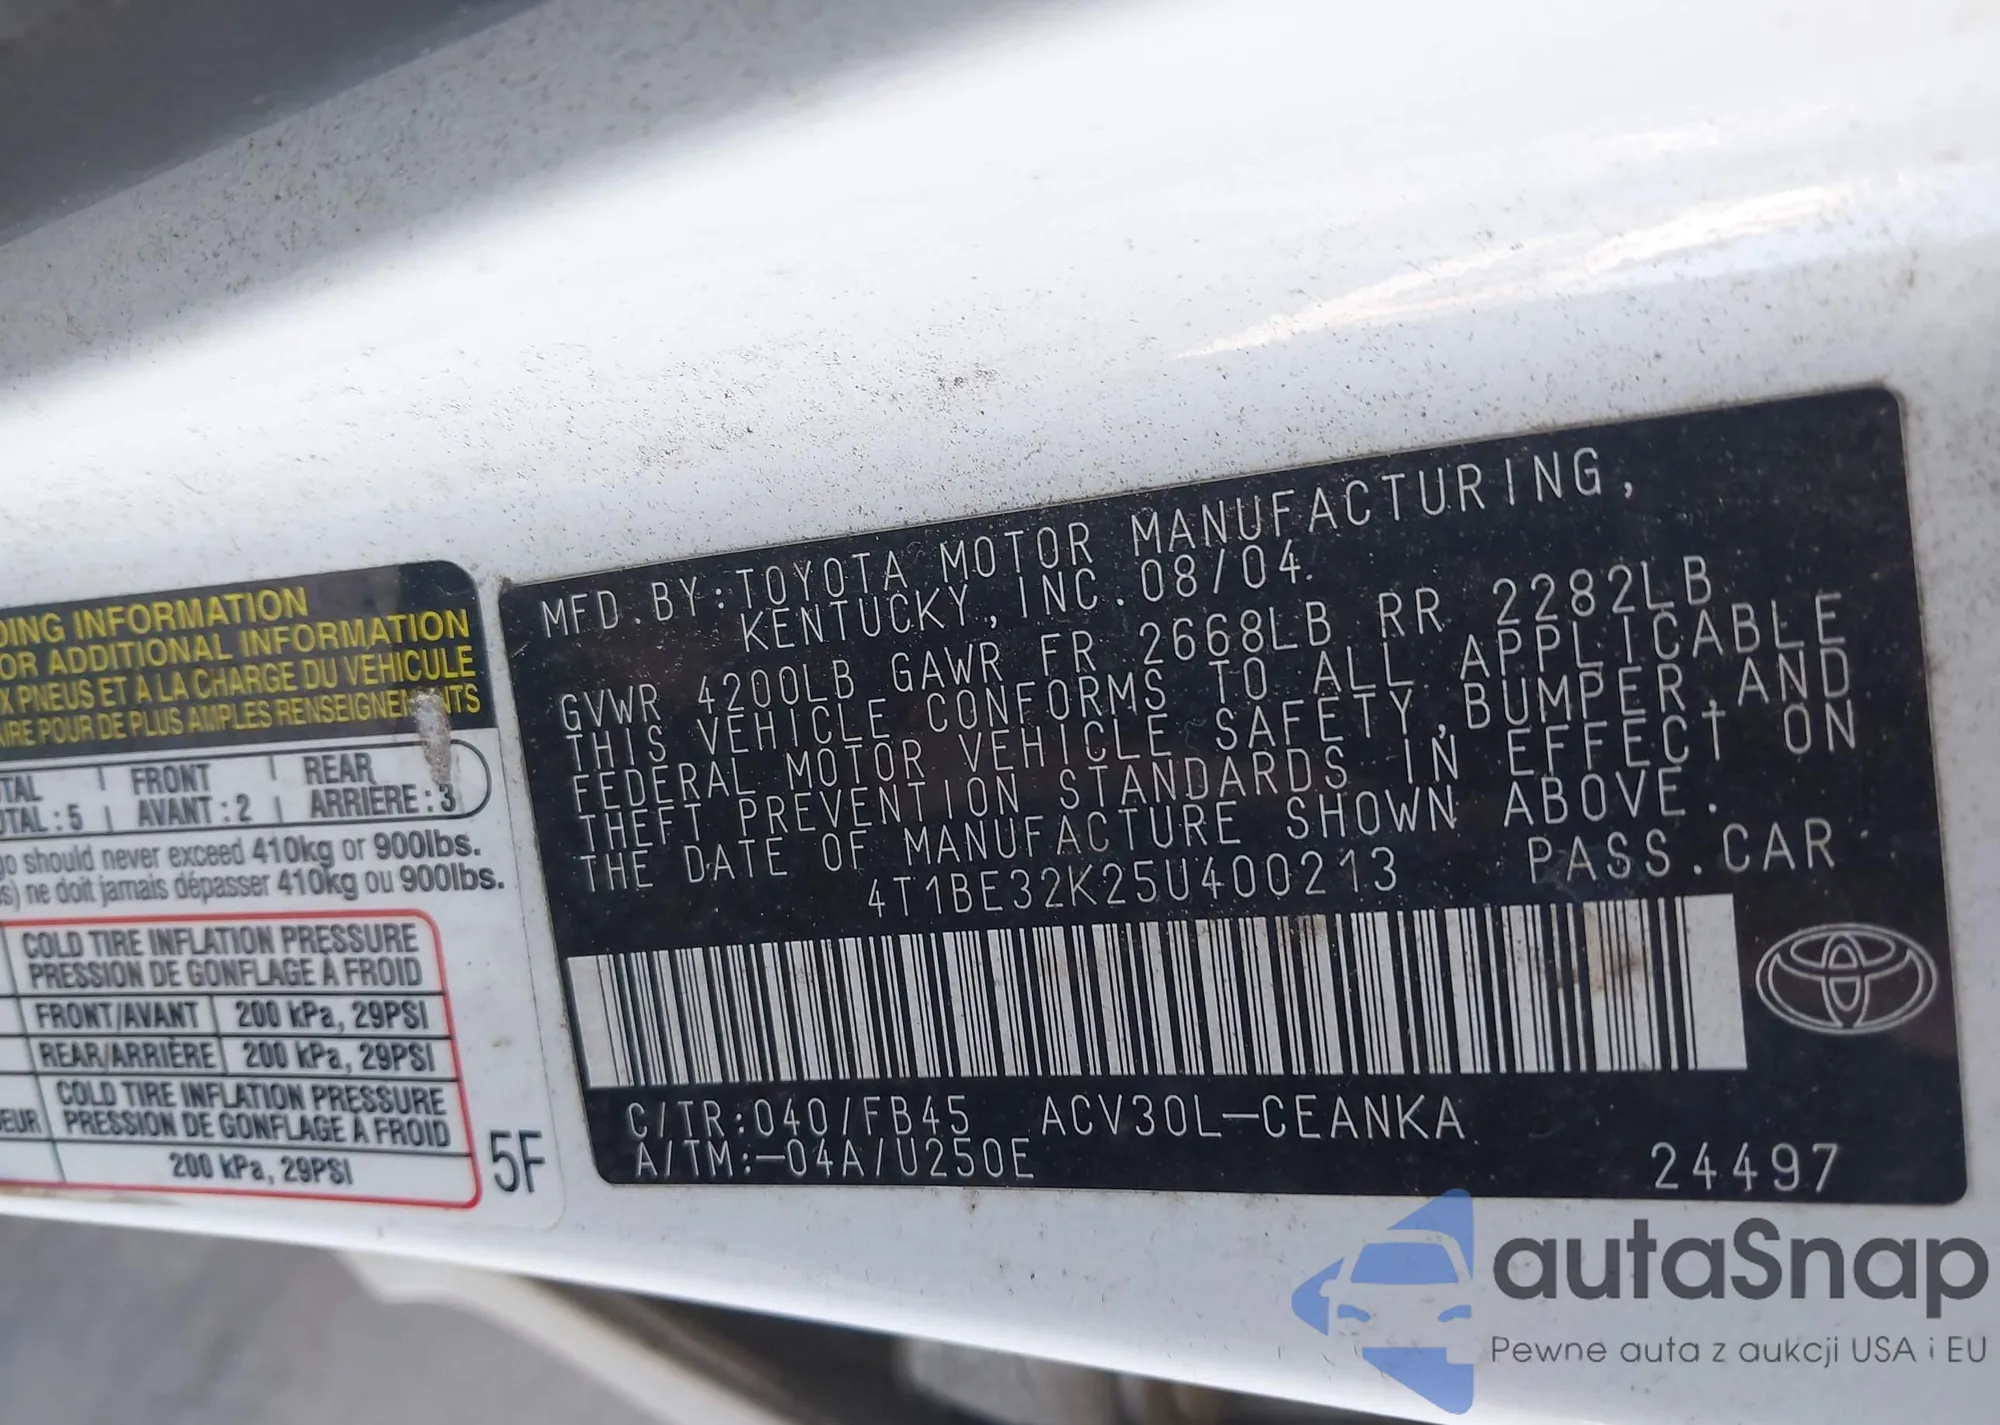 DING INFORMATION
OR ADDITIONAL INFORMATION
X PNEUS ET À LA CHARGE DU VÉHICULE
AIRE POUR DE PLUS AMPLES RENSEIGNEMENTS
TAL FRONT REAR
OTAL : 5 AVANT : 2 ARRIÈRE : 3
go should never exceed 410kg or 900lbs.
s) ne doit jamais dépasser 410kg ou 900lbs.
COLD TIRE INFLATION PRESSURE
PRESSION DE GONFLAGE À FROID
FRONT/AVANT 200 kPa, 29PSI
REAR/ARRIÈRE 200 kPa, 29PSI
COLD TIRE INFLATION PRESSURE
EUR PRESSION DE GONFLAGE À FROID
200 kPa, 29PSI
5F
MFD. BY: TOYOTA MOTOR MANUFACTURING,
KENTUCKY, INC. 08/04.
GVWR 4200LB GAWR FR 2668LB RR 2282LB
THIS VEHICLE CONFORMS TO ALL APPLICABLE
FEDERAL MOTOR VEHICLE SAFETY, BUMPER, AND
THEFT PREVENTION STANDARDS IN EFFECT ON
THE DATE OF MANUFACTURE SHOWN ABOVE.
4T1BE32K25U400213 PASS.CAR
C/TR:040/FB45 ACV30L-CEANKA
A/TM:-04A/U250E
24497
autaSnap
Pewne auta z aukcji USA i EU